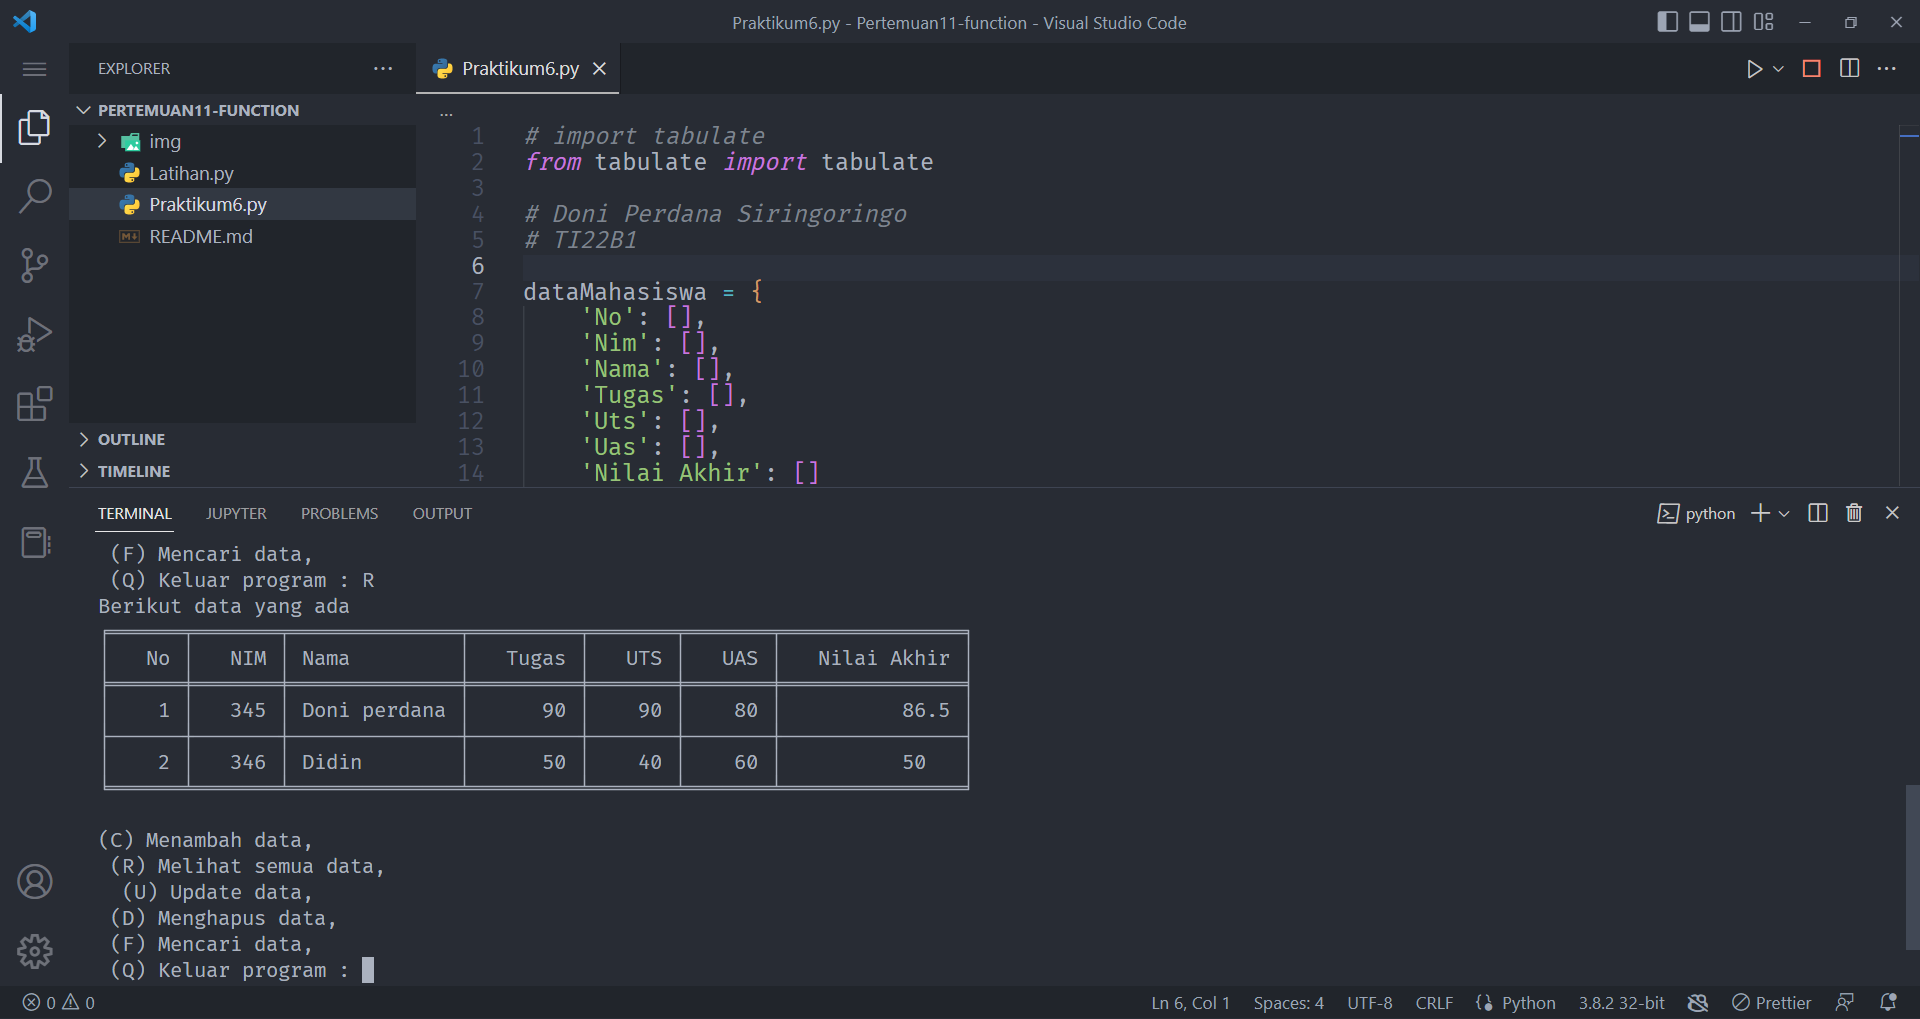 Praktikum6.py - Pertemuan11-function - Visual Studio Code
EXPLORER
Praktikum6.py
PERTEMUAN11-FUNCTION
img
Latihan.py
Praktikum6.py
README.md
OUTLINE
TIMELINE
...
1 # import tabulate
2 from tabulate import tabulate
3
4 # Doni Perdana Siringoringo
5 # TI22B1
6
7 dataMahasiswa = {
8 'No': [],
9 'Nim': [],
10 'Nama': [],
11 'Tugas': [],
12 'Uts': [],
13 'Uas': [],
14 'Nilai Akhir': []
TERMINAL JUPYTER PROBLEMS OUTPUT
python
(F) Mencari data,
(Q) Keluar program : R
Berikut data yang ada
No NIM Nama Tugas UTS UAS Nilai Akhir
1 345 Doni perdana 90 90 80 86.5
2 346 Didin 50 40 60 50
(C) Menambah data,
(R) Melihat semua data,
(U) Update data,
(D) Menghapus data,
(F) Mencari data,
(Q) Keluar program :
0 0 Ln 6, Col 1 Spaces: 4 UTF-8 CRLF Python 3.8.2 32-bit Prettier